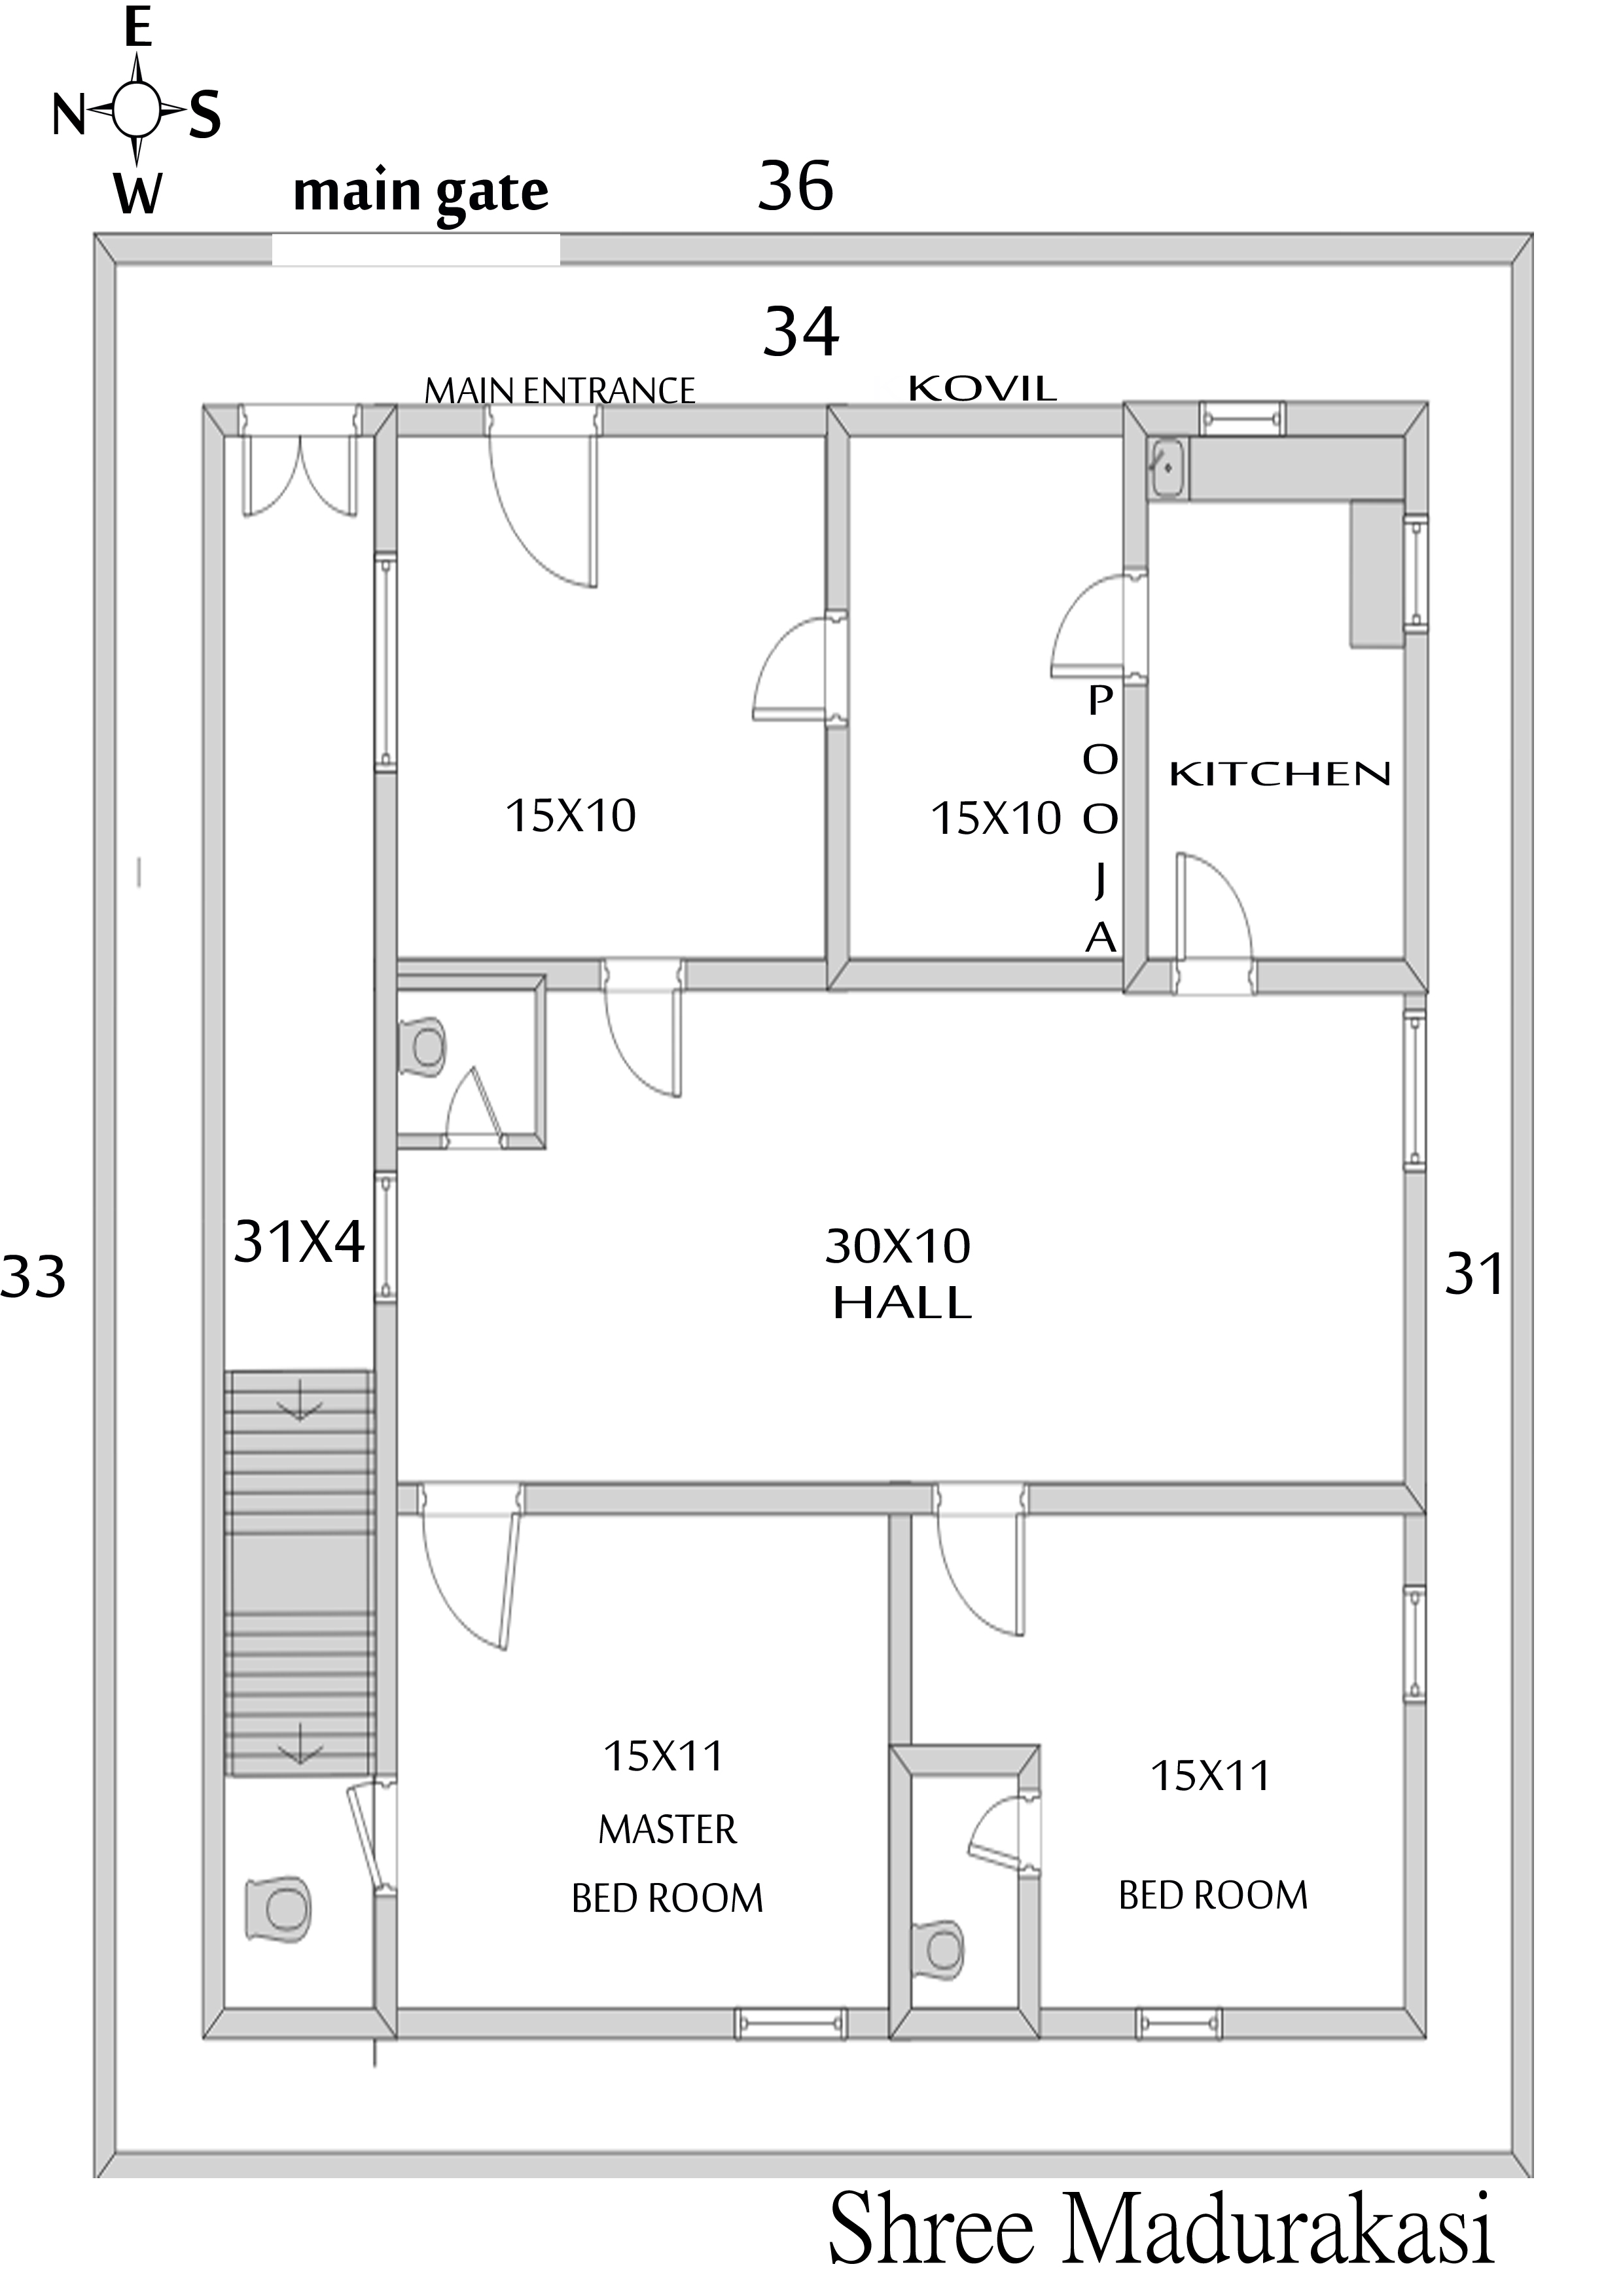 E
N S
W
main gate
36
34
MAIN ENTRANCE
KOVIL
P
O
O
J
A
KITCHEN
15X10
15X10
31X4
30X10
HALL
33
31
15X11
MASTER
BED ROOM
15X11
BED ROOM
Shree Madurakasi